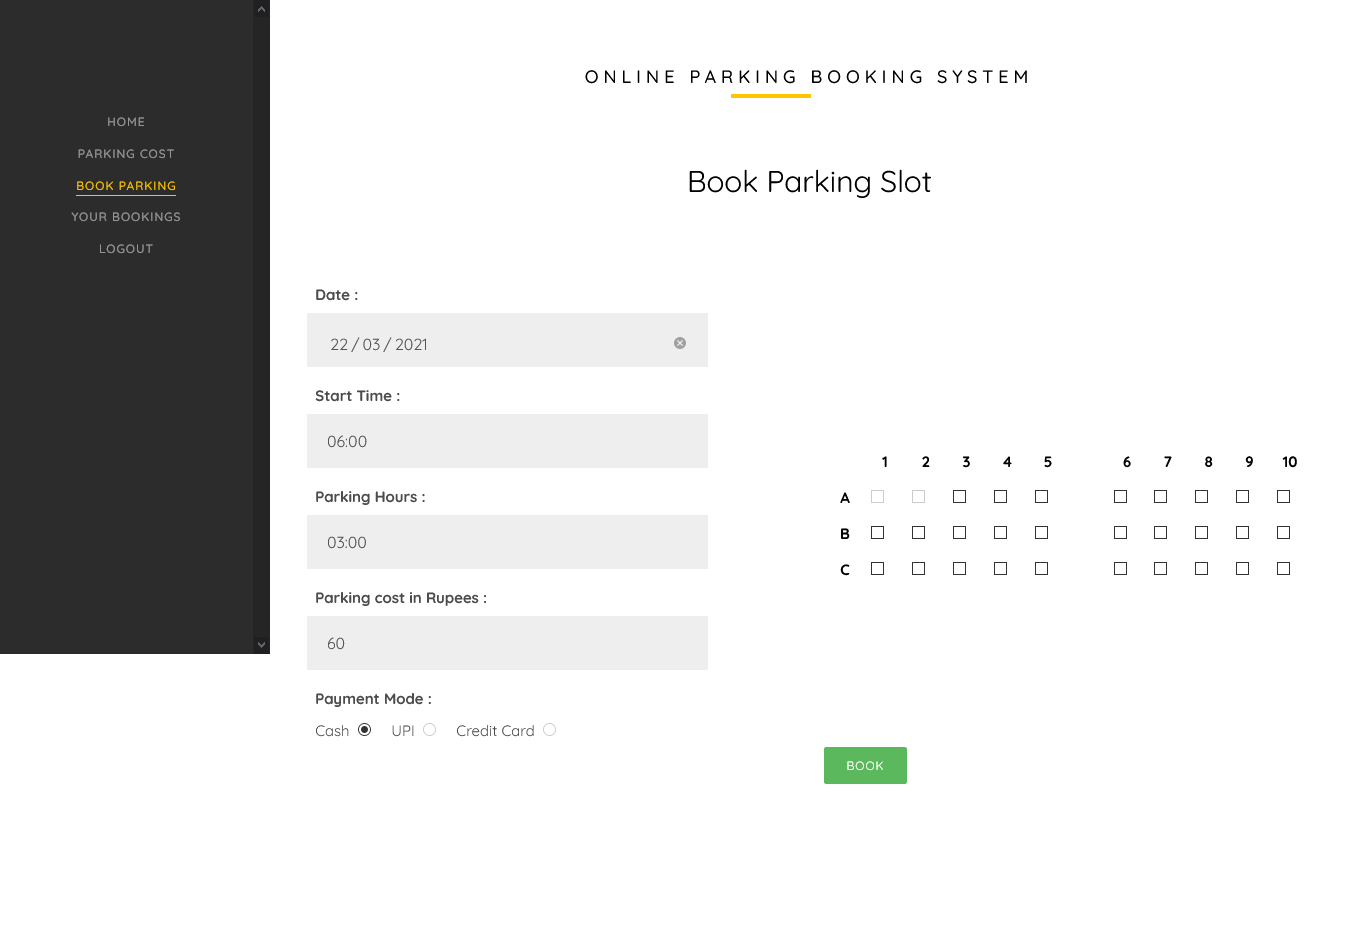 ONLINE PARKING BOOKING SYSTEM
HOME
PARKING COST
BOOK PARKING
YOUR BOOKINGS
LOGOUT
Book Parking Slot
Date :
22 / 03 / 2021
Start Time :
06:00
Parking Hours :
03:00
Parking cost in Rupees :
60
Payment Mode :
Cash UPI Credit Card
1 2 3 4 5 6 7 8 9 10
A
B
C
BOOK